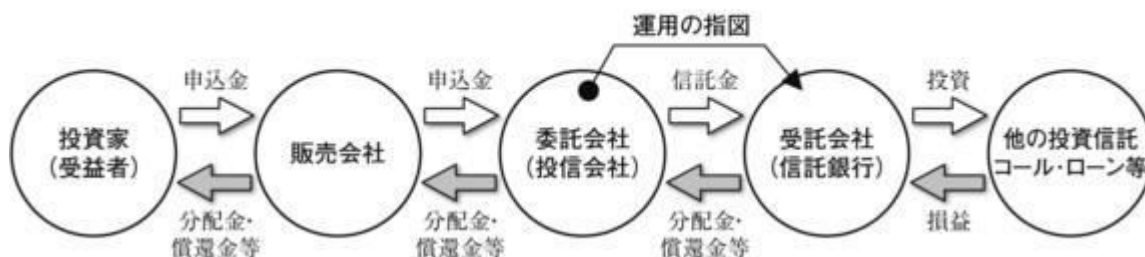 運用の指図
申込金
申込金
信託金
投資
投資家
(受益者)
販売会社
委託会社
(投信会社)
受託会社
(信託銀行)
他の投資信託
コール・ローン等
分配金・
償還金等
分配金・
償還金等
分配金・
償還金等
損益